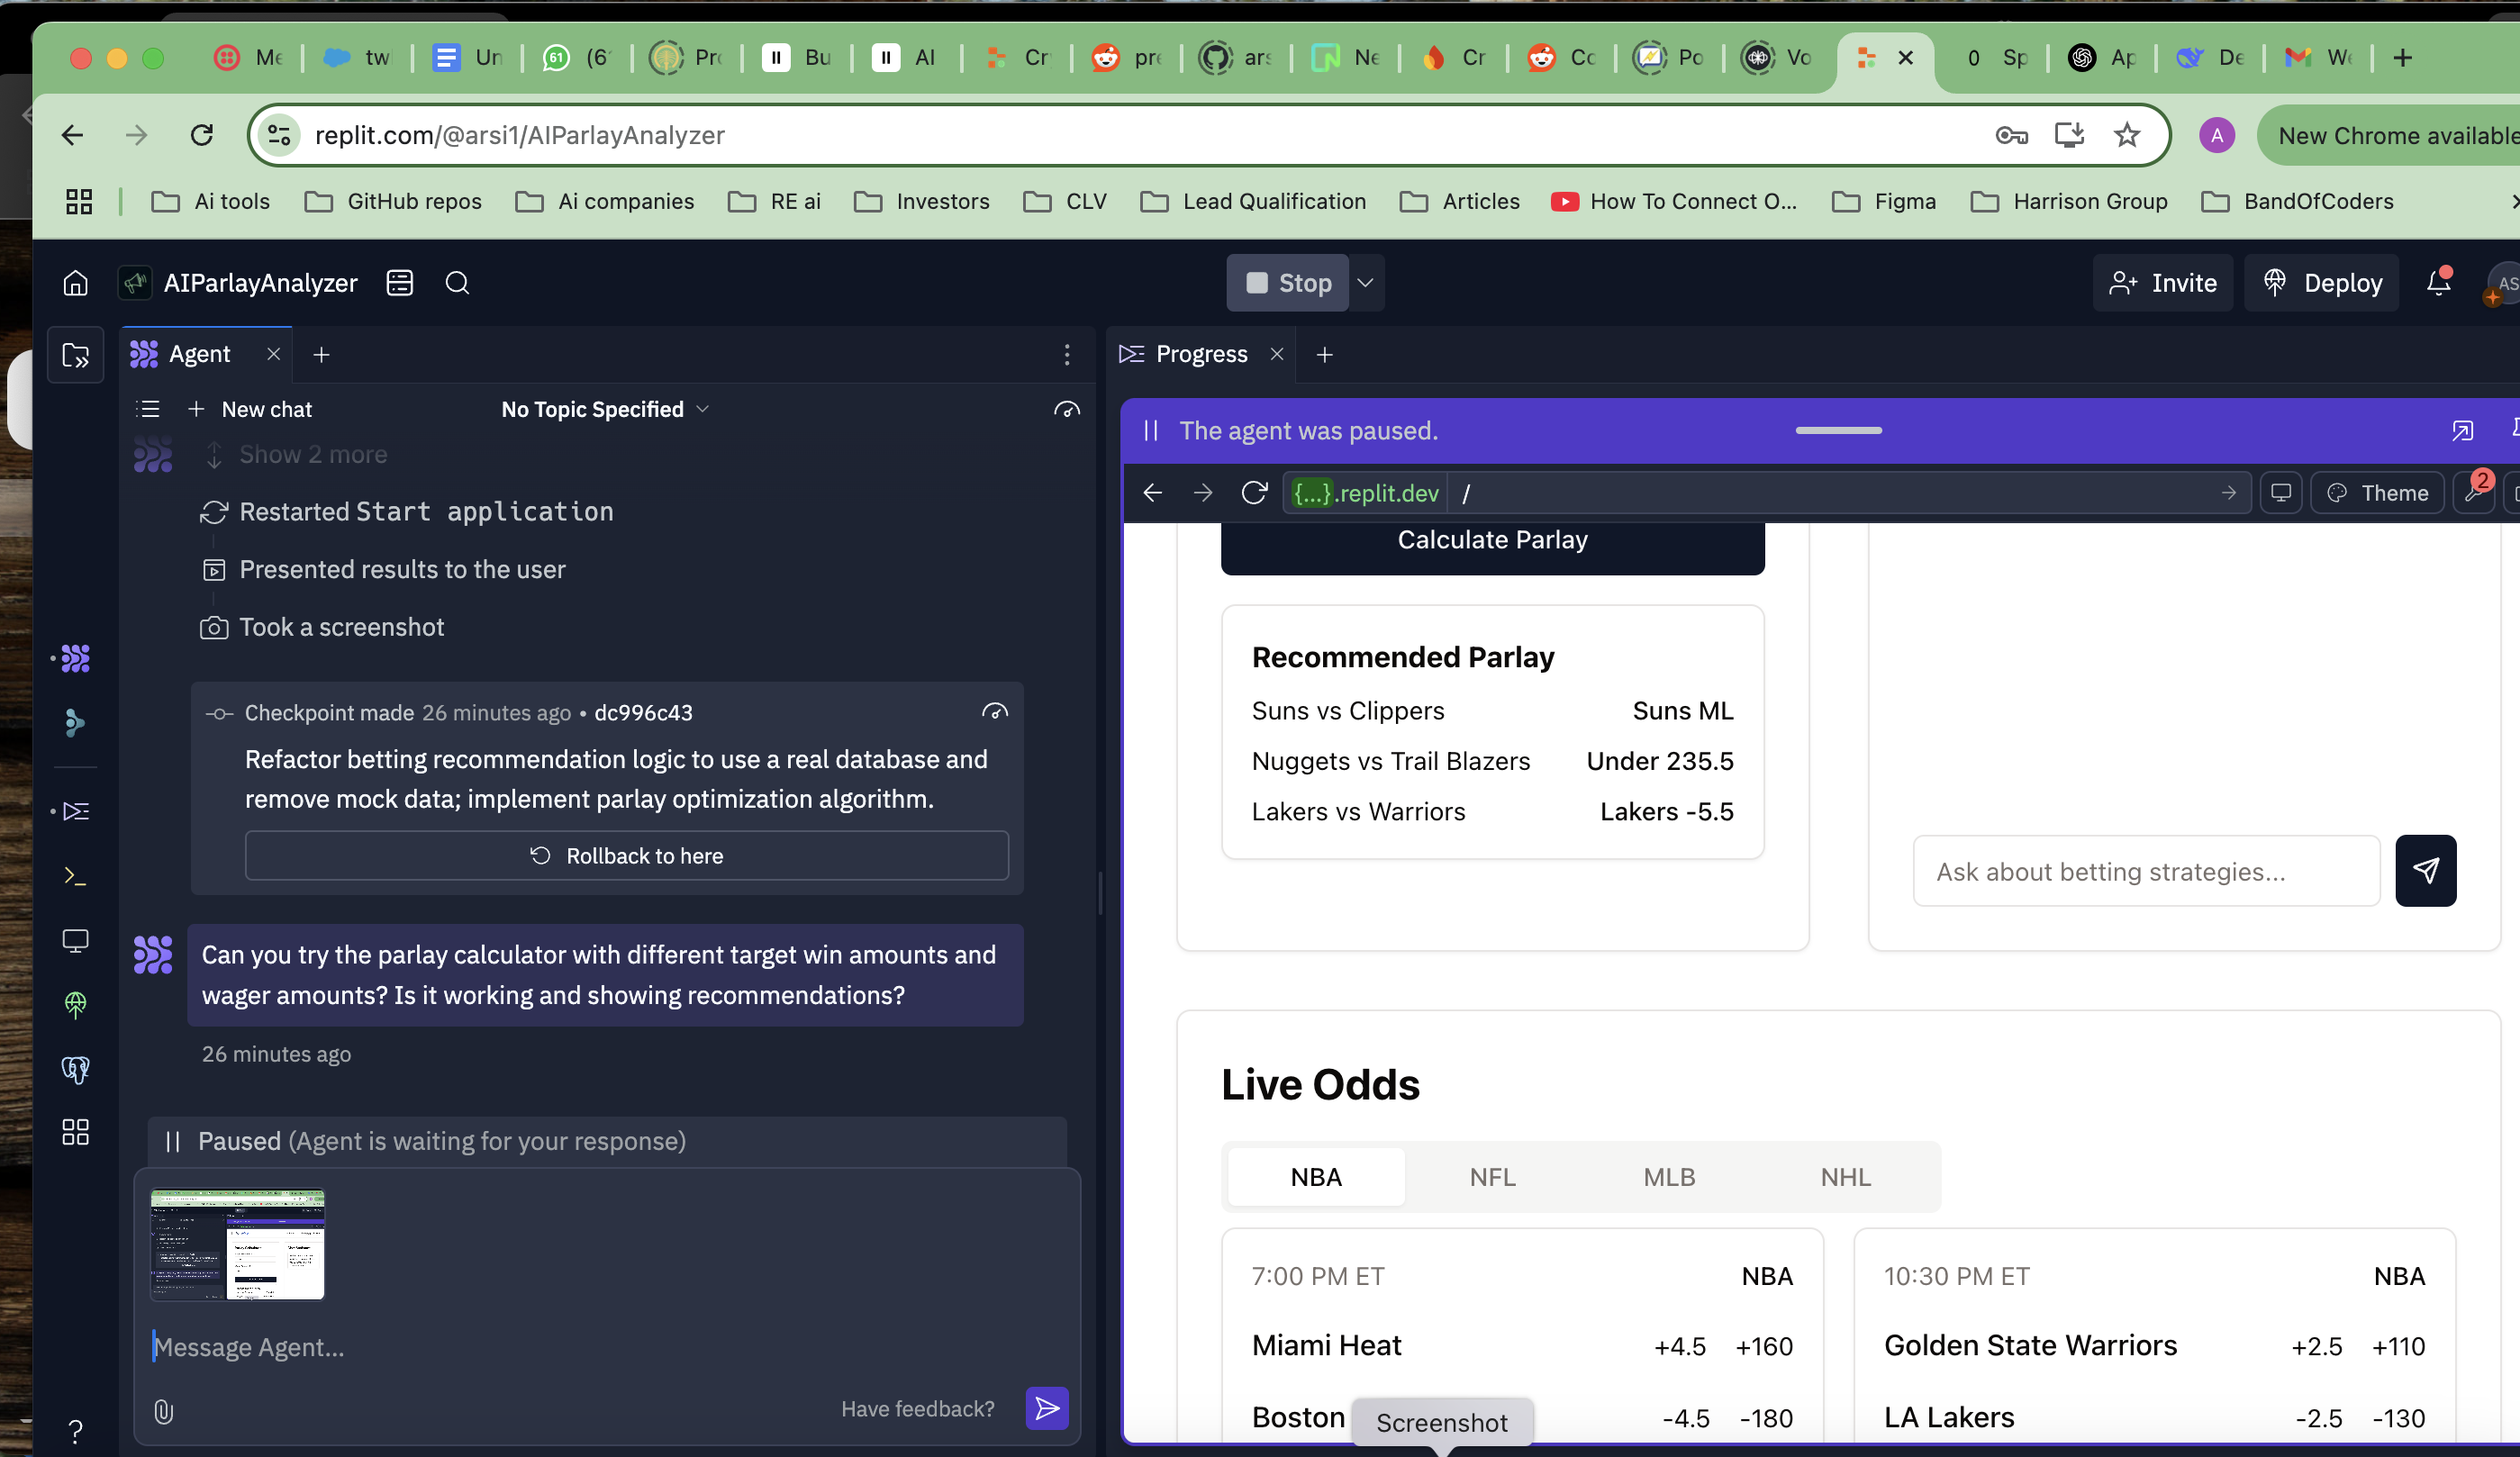 Me
tw
Un
61
(6
Pro
Bu
AI
Cr
pre
ars
Ne
Cr
Co
Po
Vo
0 Sp
Ap
De
We
replit.com/@arsi1/AIParlayAnalyzer
A
New Chrome available
Ai tools
GitHub repos
Ai companies
RE ai
Investors
CLV
Lead Qualification
Articles
How To Connect O...
Figma
Harrison Group
BandOfCoders
AIParlayAnalyzer
Stop
Invite
Deploy
AS
Agent
New chat
No Topic Specified
Show 2 more
Restarted Start application
Presented results to the user
Took a screenshot
Checkpoint made 26 minutes ago • dc996c43
Refactor betting recommendation logic to use a real database and
remove mock data; implement parlay optimization algorithm.
Rollback to here
Can you try the parlay calculator with different target win amounts and
wager amounts? Is it working and showing recommendations?
26 minutes ago
Paused (Agent is waiting for your response)
Message Agent...
Have feedback?
Progress
The agent was paused.
{...}.replit.dev /
Theme
2
Calculate Parlay
Recommended Parlay
Suns vs Clippers Suns ML
Nuggets vs Trail Blazers Under 235.5
Lakers vs Warriors Lakers -5.5
Ask about betting strategies...
Live Odds
NBA NFL MLB NHL
7:00 PM ET NBA
Miami Heat +4.5 +160
Boston -4.5 -180
10:30 PM ET NBA
Golden State Warriors +2.5 +110
LA Lakers -2.5 -130
Screenshot